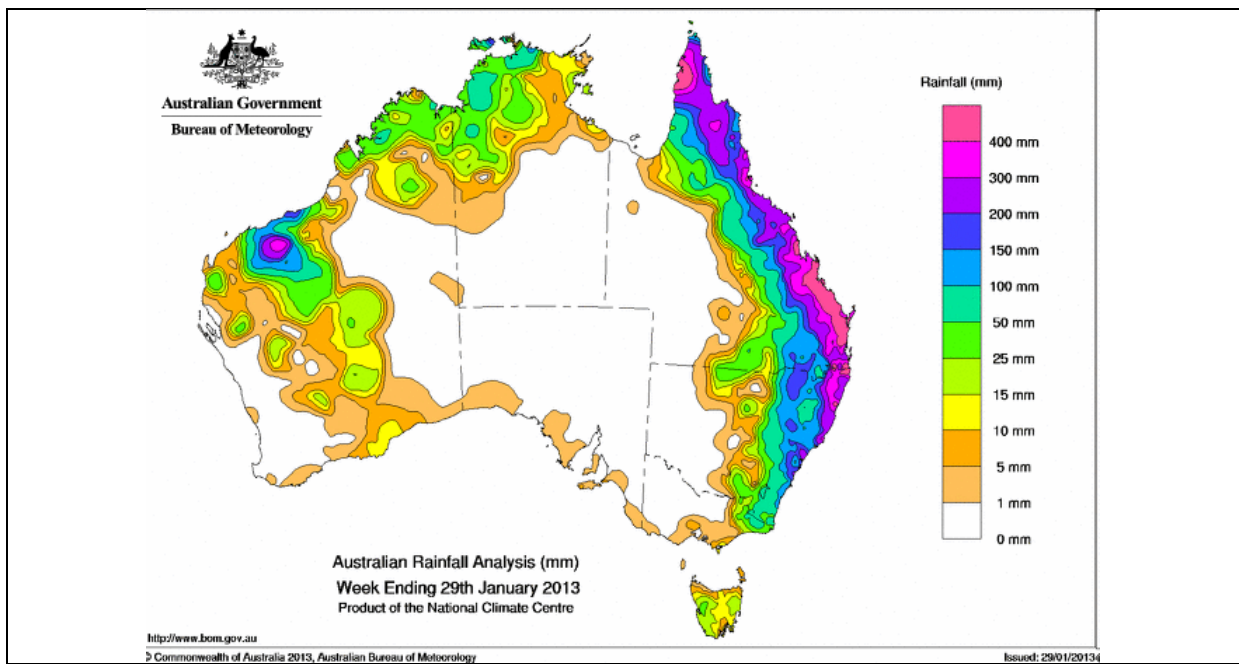 Australian Government
Bureau of Meteorology
Rainfall (mm)
400 mm
300 mm
200 mm
150 mm
100 mm
50 mm
25 mm
15 mm
10 mm
5 mm
1 mm
0 mm
Australian Rainfall Analysis (mm)
Week Ending 29th January 2013
Product of the National Climate Centre
http://www.bom.gov.au
© Commonwealth of Australia 2013, Australian Bureau of Meteorology
Issued: 29/01/2013